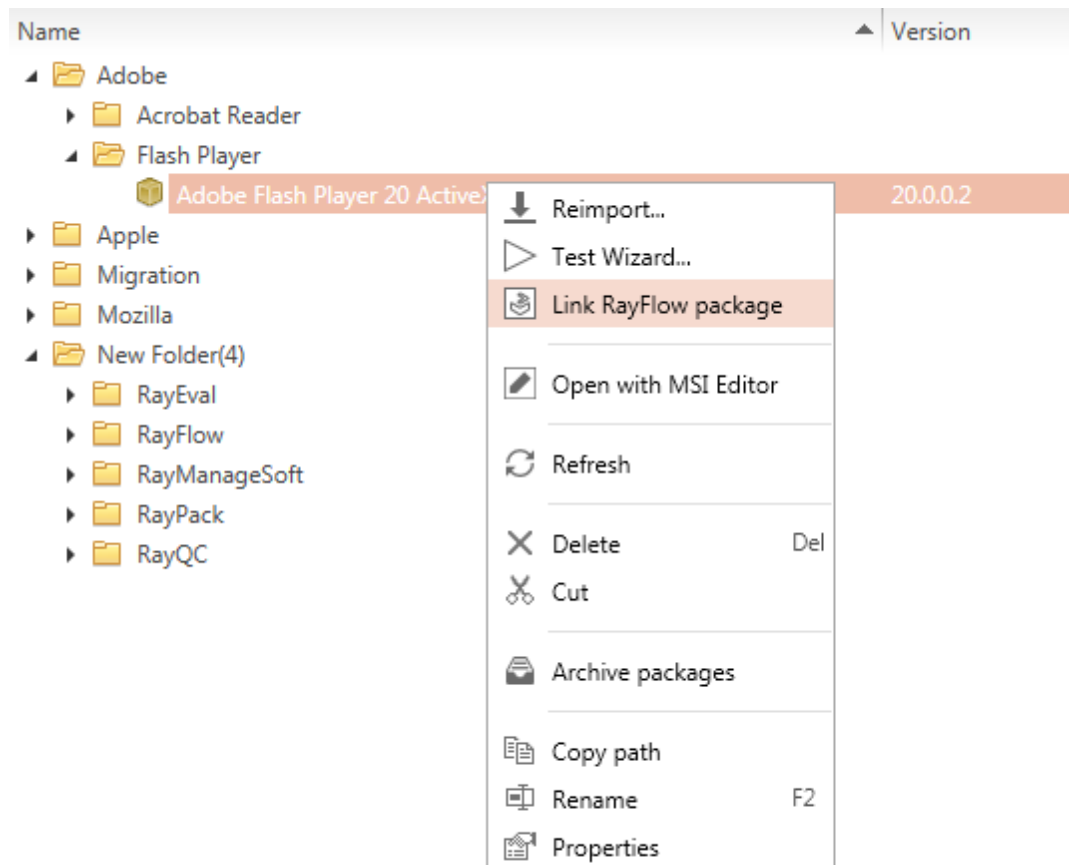 Name Version
Adobe
Acrobat Reader
Flash Player
Adobe Flash Player 20 Active 20.0.0.2
Apple
Migration
Mozilla
New Folder(4)
RayEval
RayFlow
RayManageSoft
RayPack
RayQC
Reimport...
Test Wizard...
Link RayFlow package
Open with MSI Editor
Refresh
Delete Del
Cut
Archive packages
Copy path
Rename F2
Properties